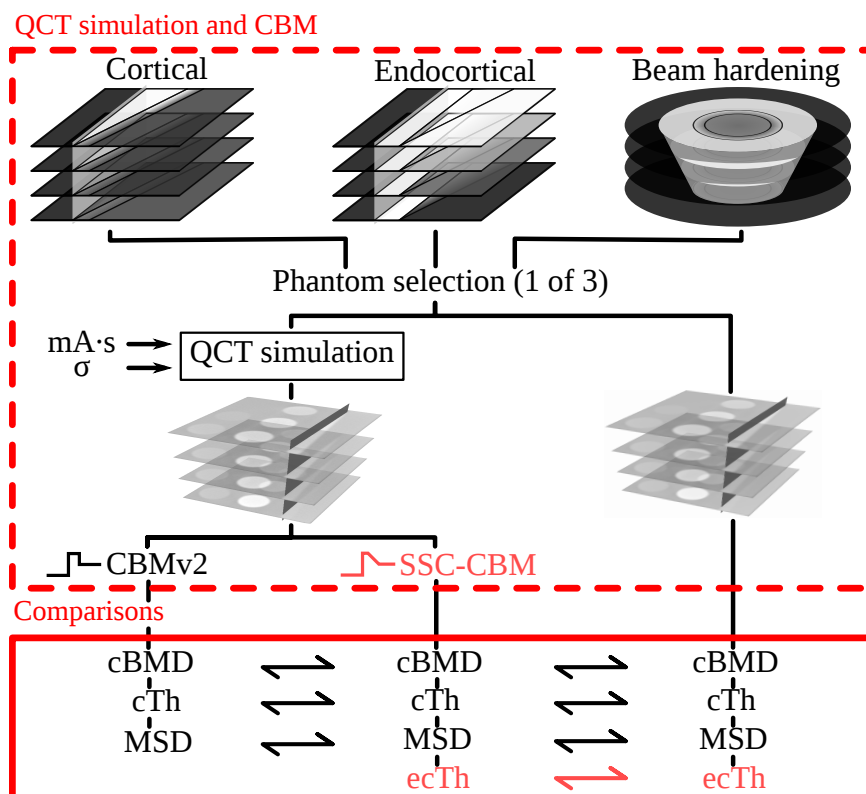 QCT simulation and CBM
Cortical
Endocortical
Beam hardening
Phantom selection (1 of 3)
mA·s
σ
QCT simulation
CBMv2
SSC-CBM
Comparisons
cBMD
cBMD
cBMD
cTh
cTh
cTh
MSD
MSD
MSD
ecTh
ecTh